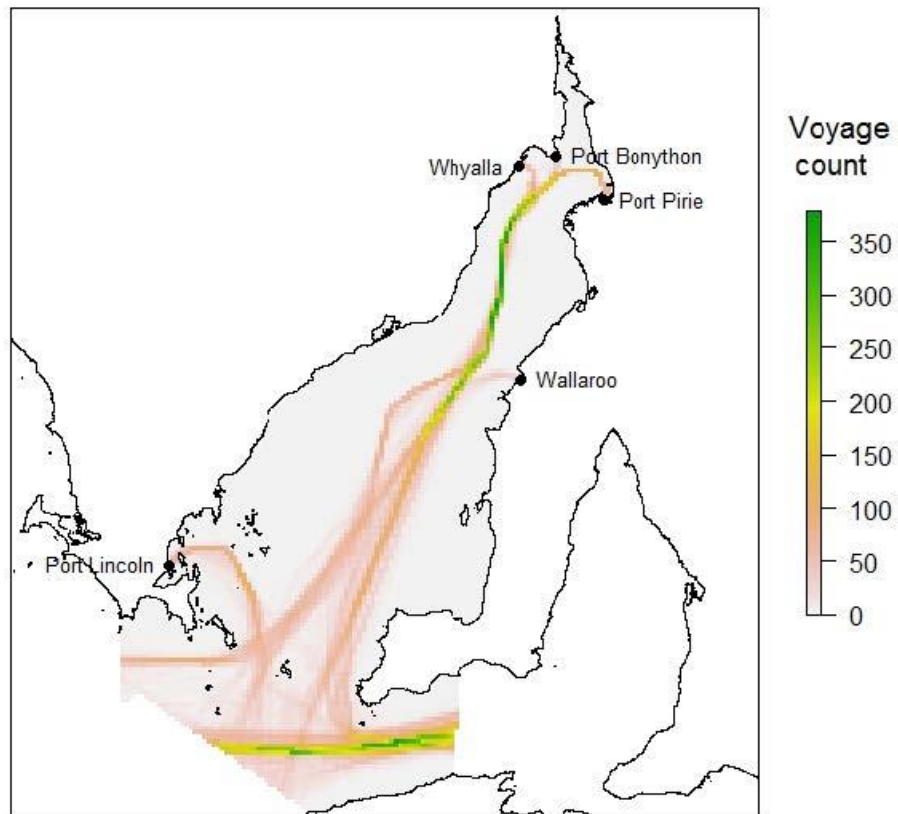 Voyage
count
Port Bonython
Whyalla
Port Pirie
Wallaroo
Port Lincoln
350
300
250
200
150
100
50
0